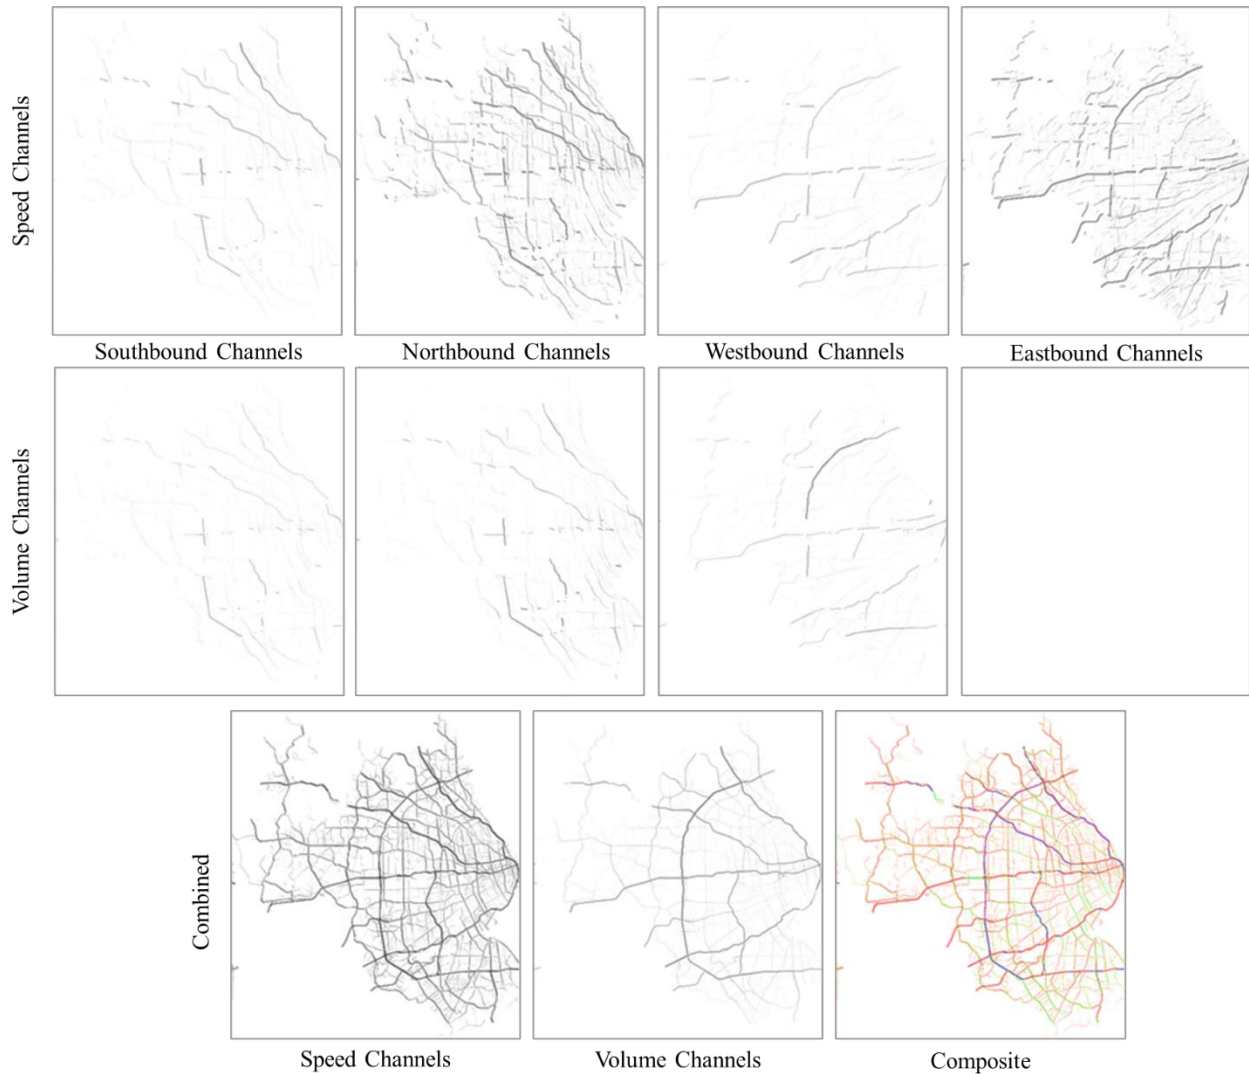 Speed Channels
Southbound Channels
Northbound Channels
Westbound Channels
Eastbound Channels
Volume Channels
Combined
Speed Channels
Volume Channels
Composite